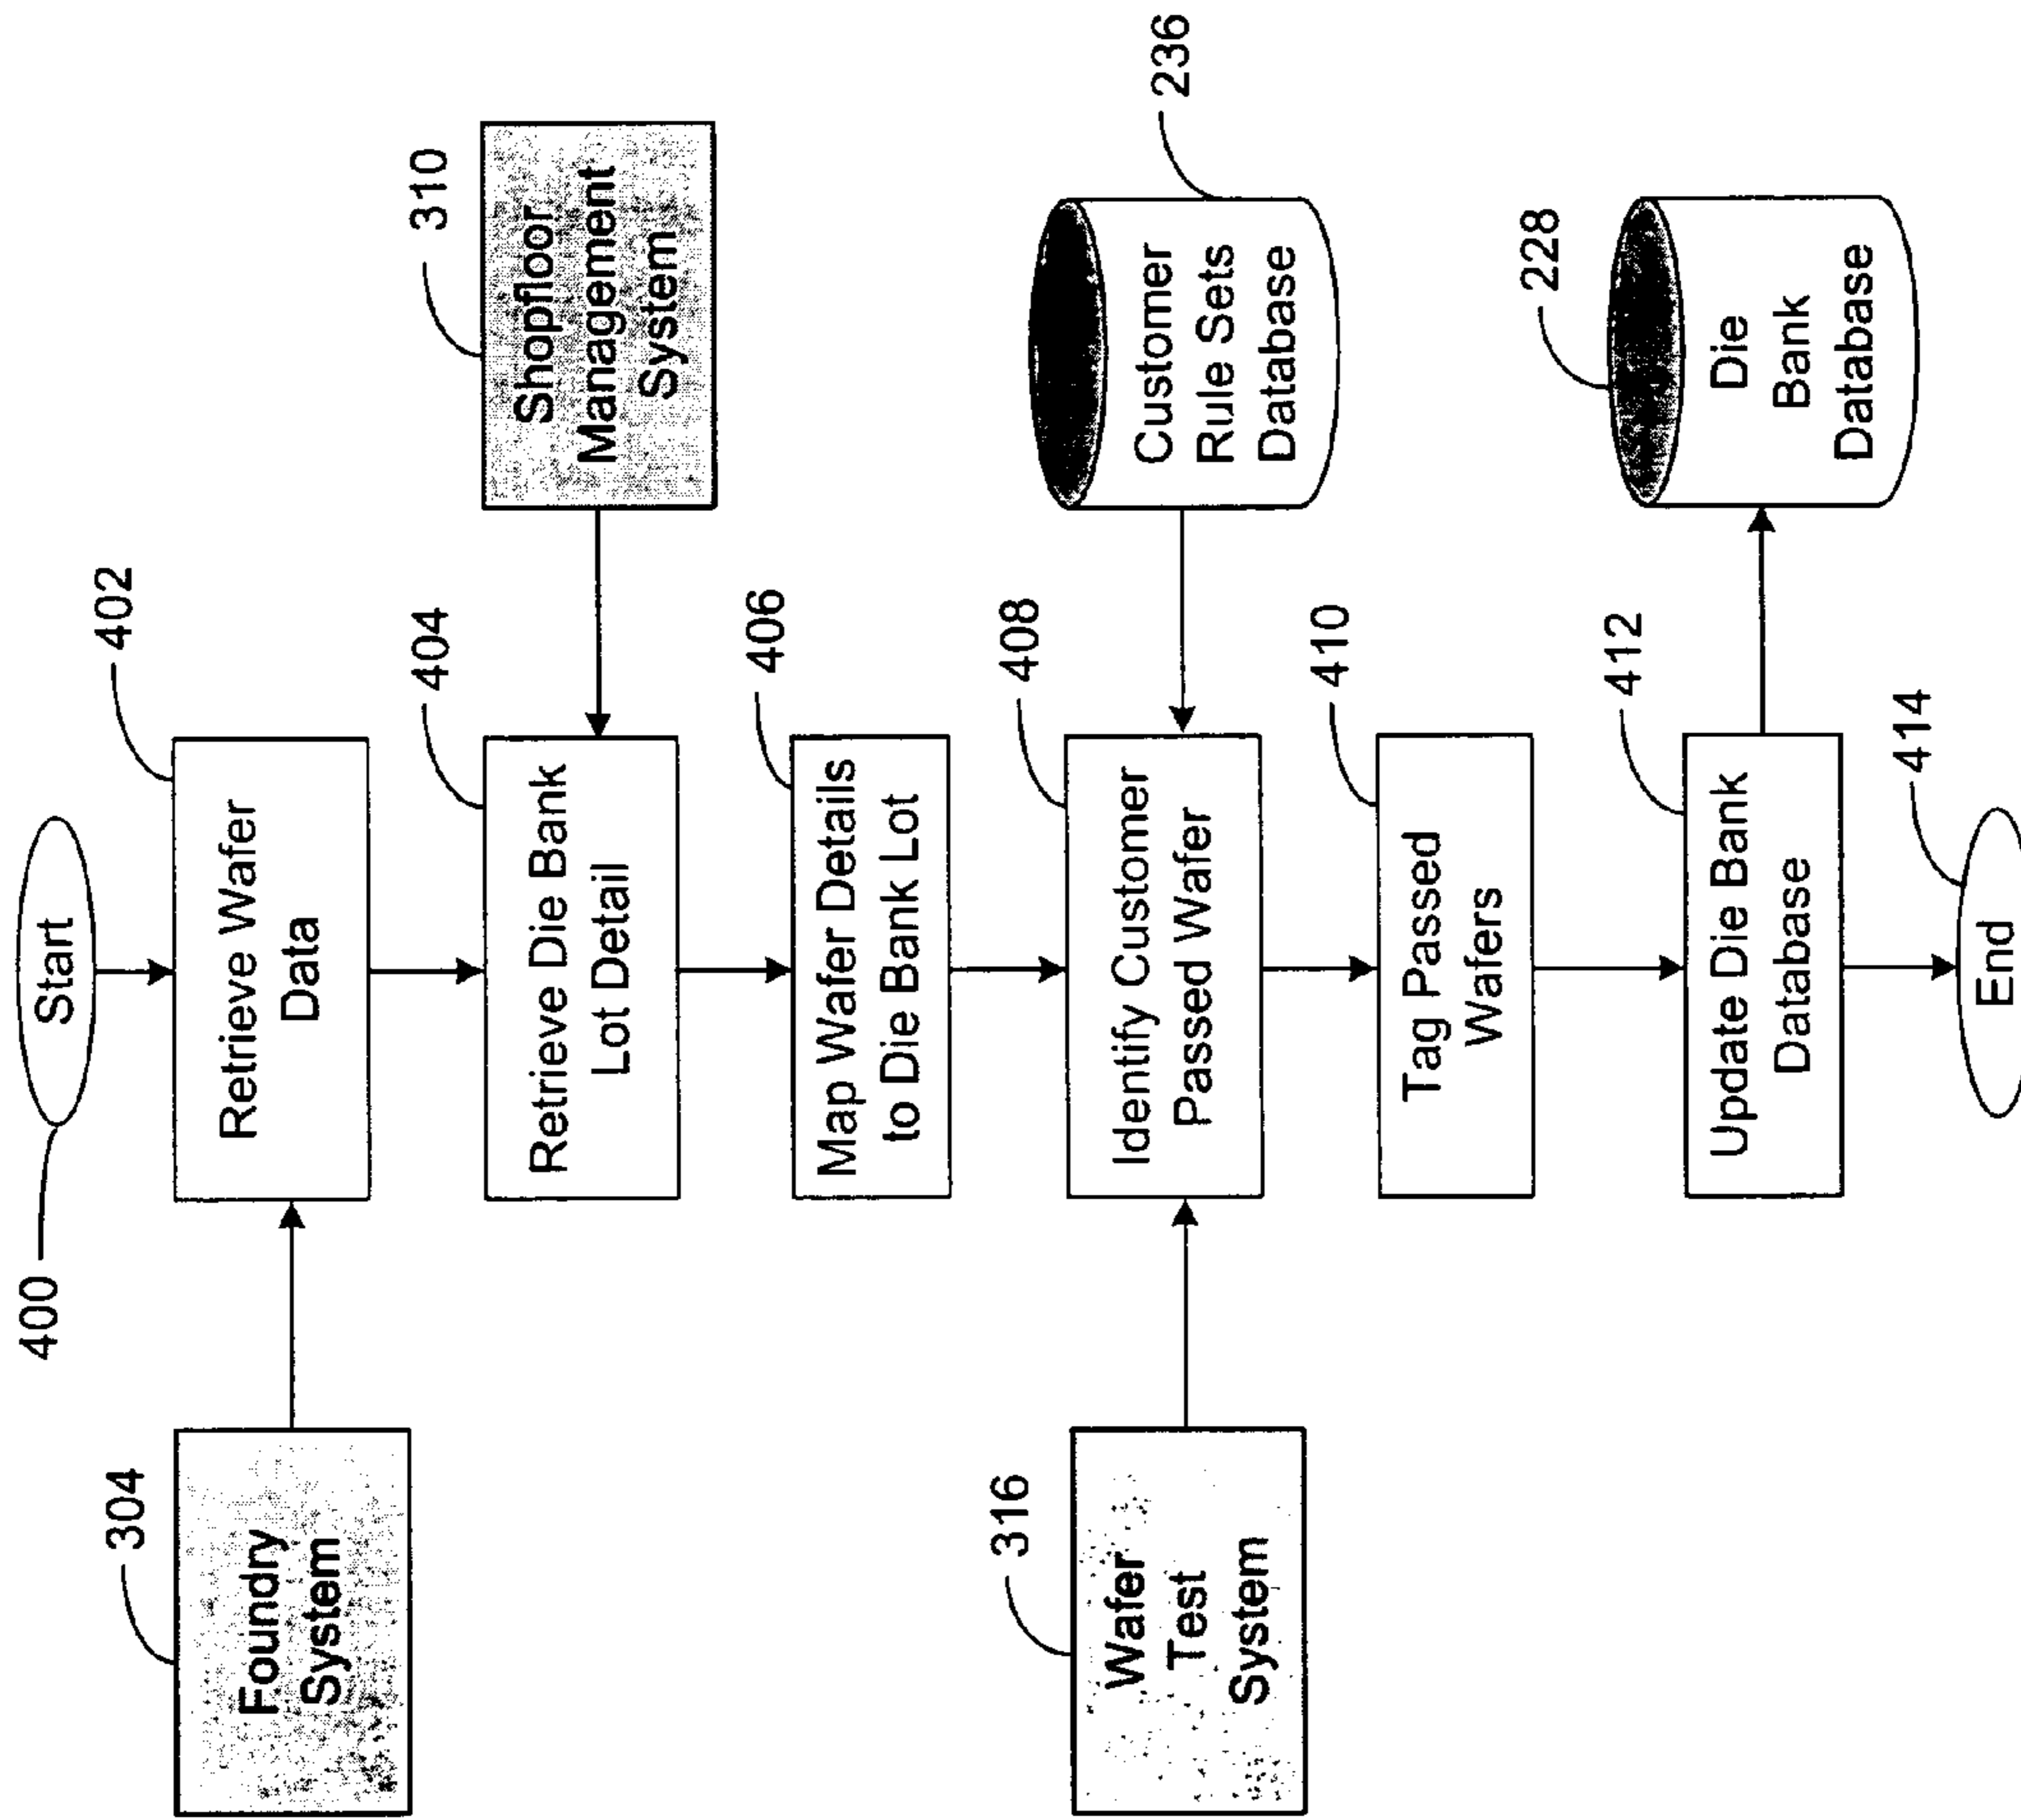 400
Start
402
Foundry
System
304
Retrieve Wafer
Data
Shopfloor
Management
System
310
Retrieve Die Bank
Lot Detail
404
Map Wafer Details
to Die Bank Lot
406
Wafer
Test
System
316
Identify Customer
Passed Wafer
408
Customer
Rule Sets
Database
236
Tag Passed
Wafers
410
Update Die Bank
Database
412
Die
Bank
Database
228
End
414